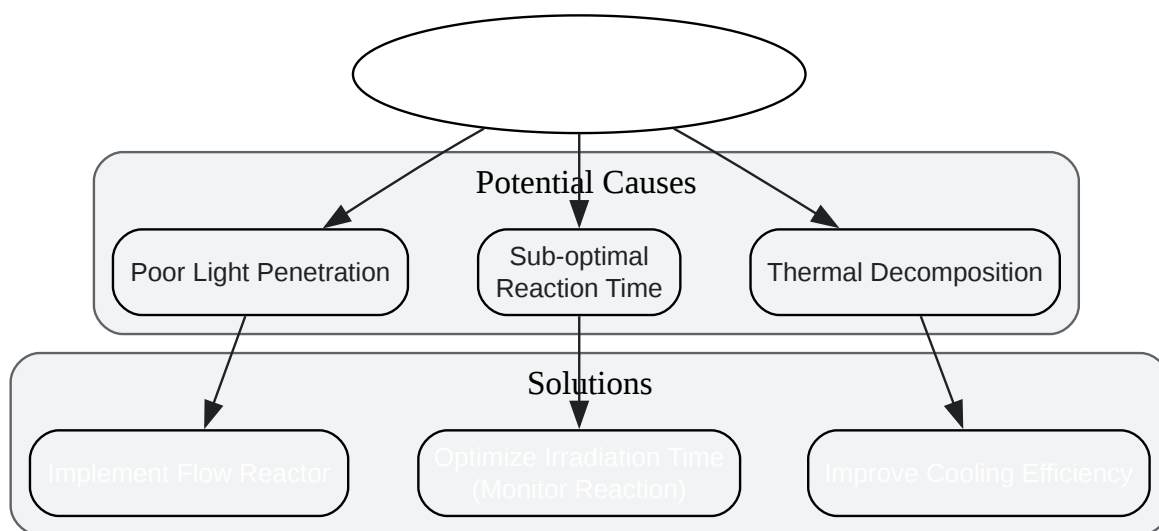 Potential Causes
Poor Light Penetration
Sub-optimal
Reaction Time
Thermal Decomposition
Solutions
Implement Flow Reactor
Optimize Irradiation Time
(Monitor Reaction)
Improve Cooling Efficiency